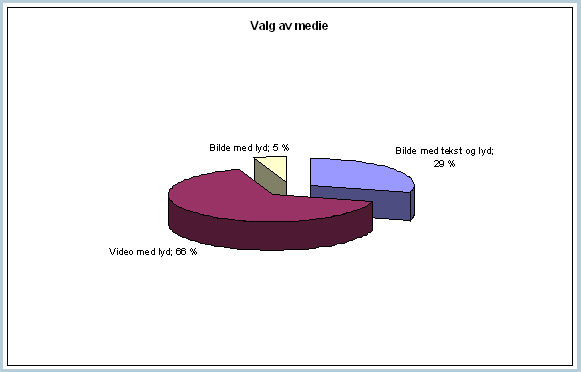 Valg av medie
Bilde med lyd; 5 %
Bilde med tekst og lyd;
29 %
Video med lyd; 66 %